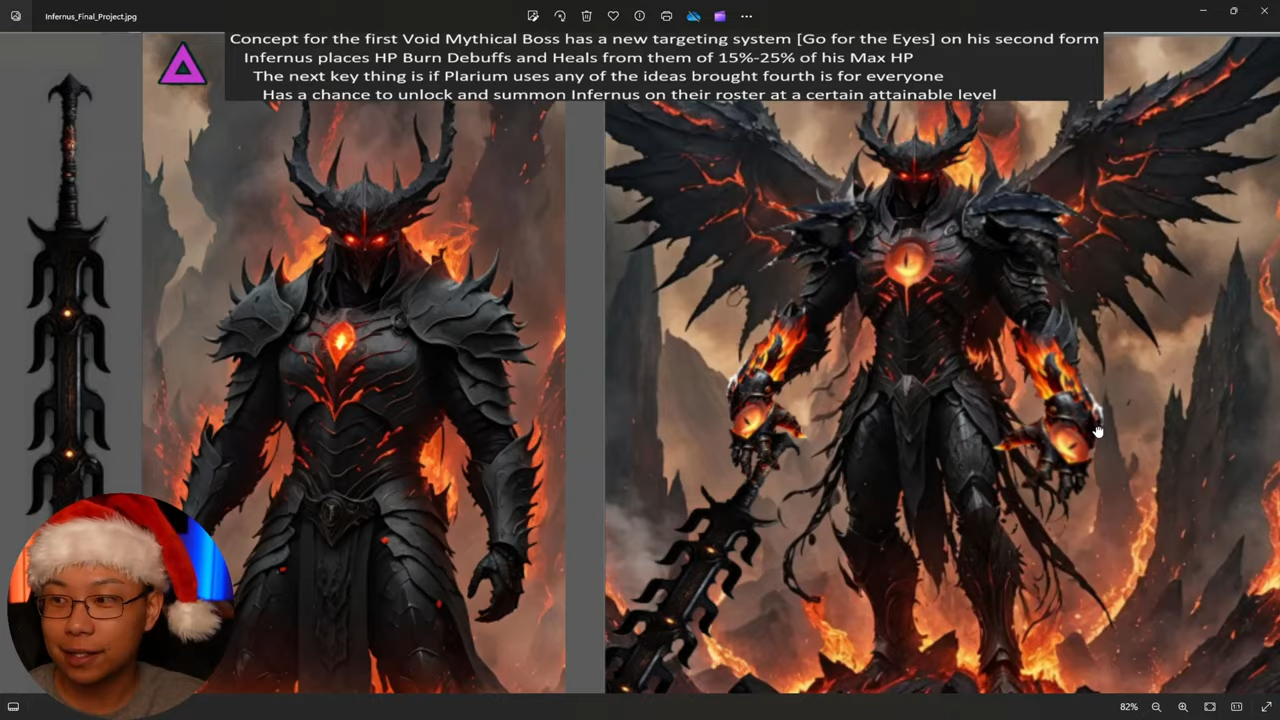 Infernus_Final_Project.jpg
Concept for the first Void Mythical Boss has a new targeting system [Go for the Eyes] on his second form
Infernus places HP Burn Debuffs and Heals from them of 15%-25% of his Max HP
The next key thing is if Plarium uses any of the ideas brought fourth is for everyone
Has a chance to unlock and summon Infernus on their roster at a certain attainable level
82%